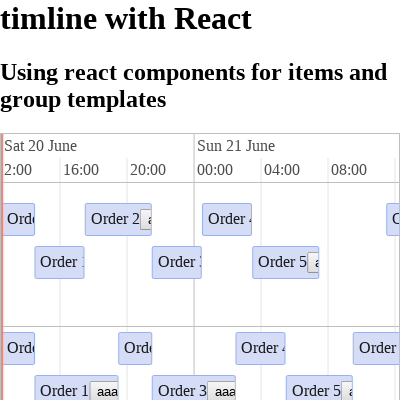 timline with React
Using react components for items and
group templates
Sat 20 June Sun 21 June
2:00 16:00 20:00 00:00 04:00 08:00
Orde Order 2 a Order 4
Order 1 Order 3 Order 5 a
Orde Orde Order 4 Order
Order 1 aaa Order 3 aaa Order 5 a